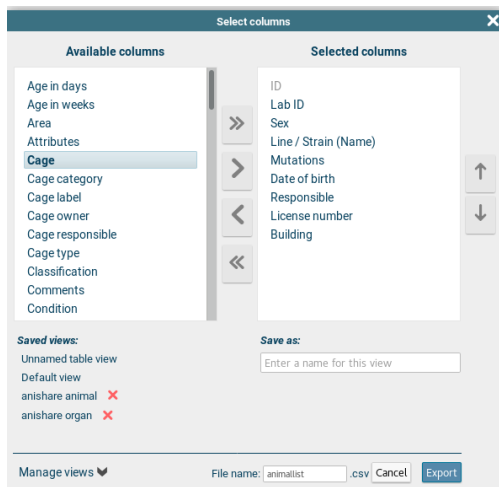 Select columns
Available columns
Selected columns
Age in days
Age in weeks
Area
Attributes
Cage
Cage category
Cage label
Cage owner
Cage responsible
Cage type
Classification
Comments
Condition
ID
Lab ID
Sex
Line / Strain (Name)
Mutations
Date of birth
Responsible
License number
Building
Saved views:
Unnamed table view
Default view
anishare animal
anishare organ
Save as:
Enter a name for this view
Manage views
File name: animallist .csv Cancel Export